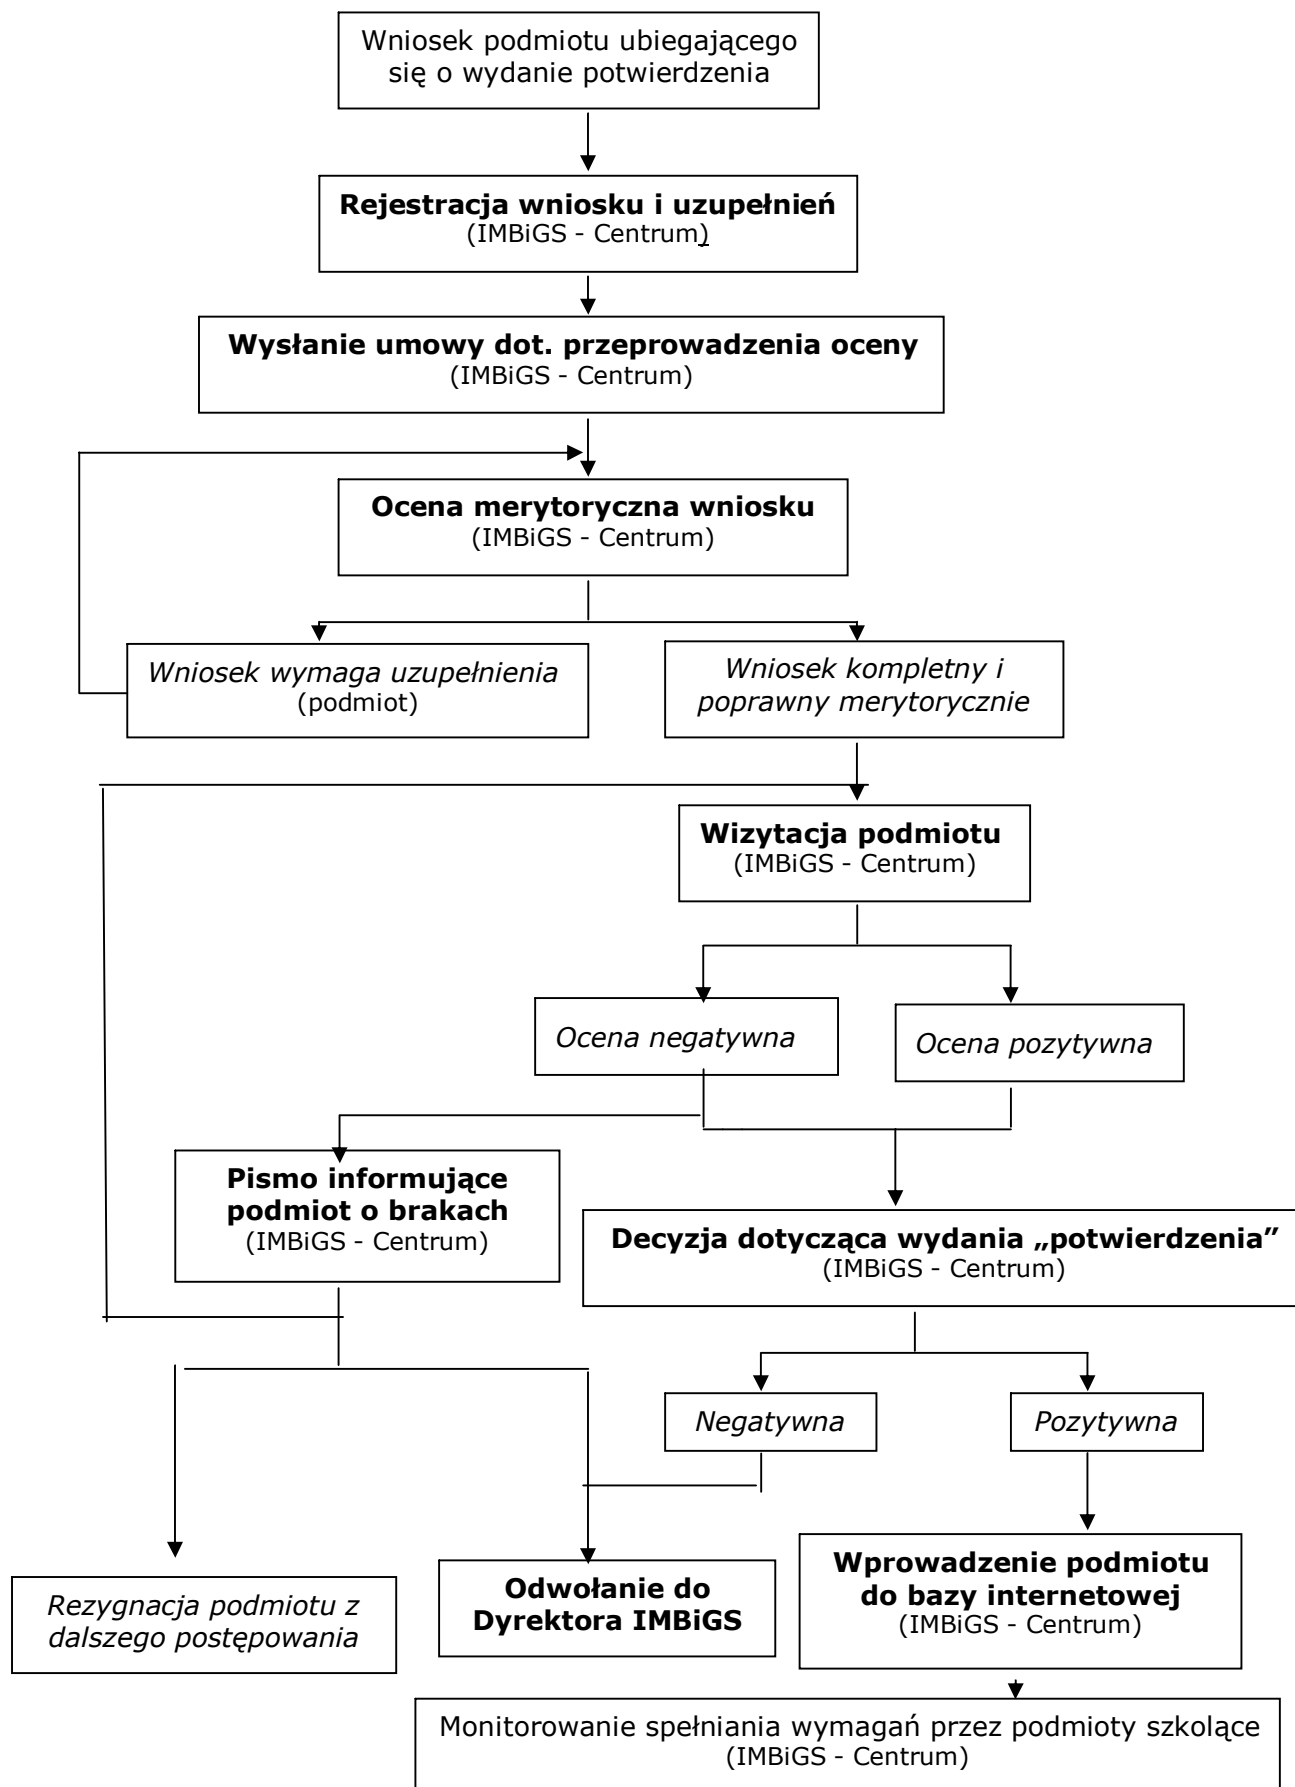 Wniosek podmiotu ubiegającego
się o wydanie potwierdzenia
Rejestracja wniosku i uzupełnień
(IMBiGS - Centrum)
Wysłanie umowy dot. przeprowadzenia oceny
(IMBiGS - Centrum)
Ocena merytoryczna wniosku
(IMBiGS - Centrum)
Wniosek wymaga uzupełnienia
(podmiot)
Wniosek kompletny i
poprawny merytorycznie
Wizytacja podmiotu
(IMBiGS - Centrum)
Ocena negatywna
Ocena pozytywna
Pismo informujące
podmiot o brakach
(IMBiGS - Centrum)
Decyzja dotycząca wydania „potwierdzenia”
(IMBiGS - Centrum)
Negatywna
Pozytywna
Rezygnacja podmiotu z
dalszego postępowania
Odwołanie do
Dyrektora IMBiGS
Wprowadzenie podmiotu
do bazy internetowej
(IMBiGS - Centrum)
Monitorowanie spełniania wymagań przez podmioty szkolące
(IMBiGS - Centrum)